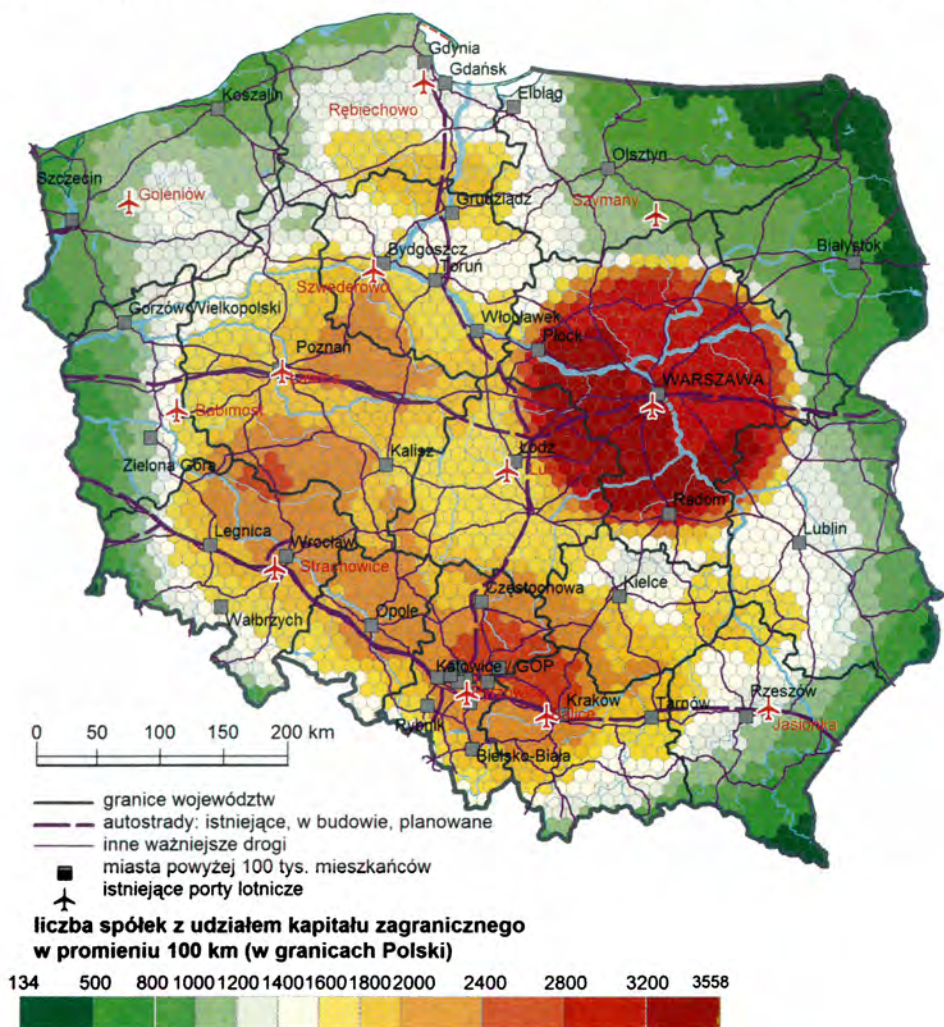 Gdynia
Gdańsk
Koszalin
Elbląg
Rębiechowo
Olsztyn
Szczecin
Goleniów
Grudziądz
Szymany
Bydgoszcz
Białystok
Toruń
Szwederowo
Gorzów Wielkopolski
Włocławek
Płock
Poznań
WARSZAWA
Babimost
Łódź
Kalisz
Zielona Góra
Radom
Legnica
Lublin
Wrocław
Strachowice
Kielce
Częstochowa
Wałbrzych
Opole
Katowice / GOP
Kraków
Tarnów
Rzeszów
Rybnik
Jasionka
Bielsko-Biała
0 50 100 150 200 km
granice województw
autostrady: istniejące, w budowie, planowane
inne ważniejsze drogi
miasta powyżej 100 tys. mieszkańców
istniejące porty lotnicze
liczba spółek z udziałem kapitału zagranicznego
w promieniu 100 km (w granicach Polski)
134 500 800 1000 1200 1400 1600 1800 2000 2400 2800 3200 3558